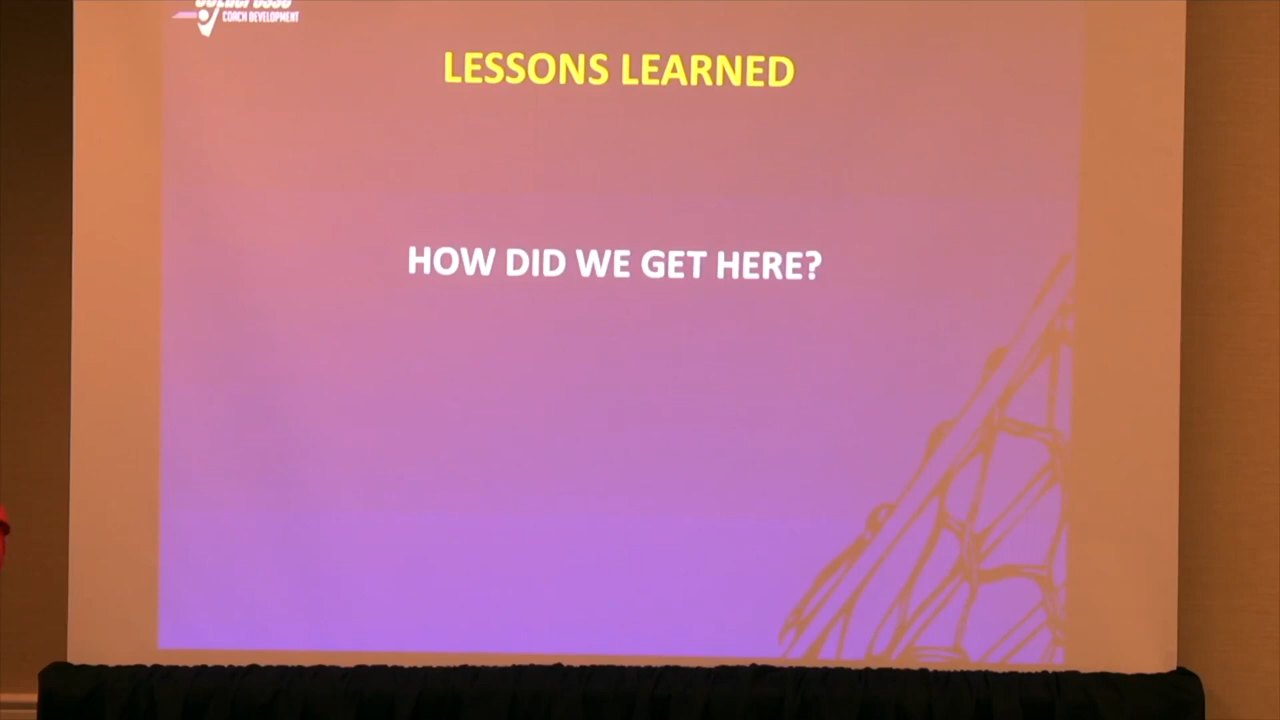 COACH DEVELOPMENT
LESSONS LEARNED
HOW DID WE GET HERE?